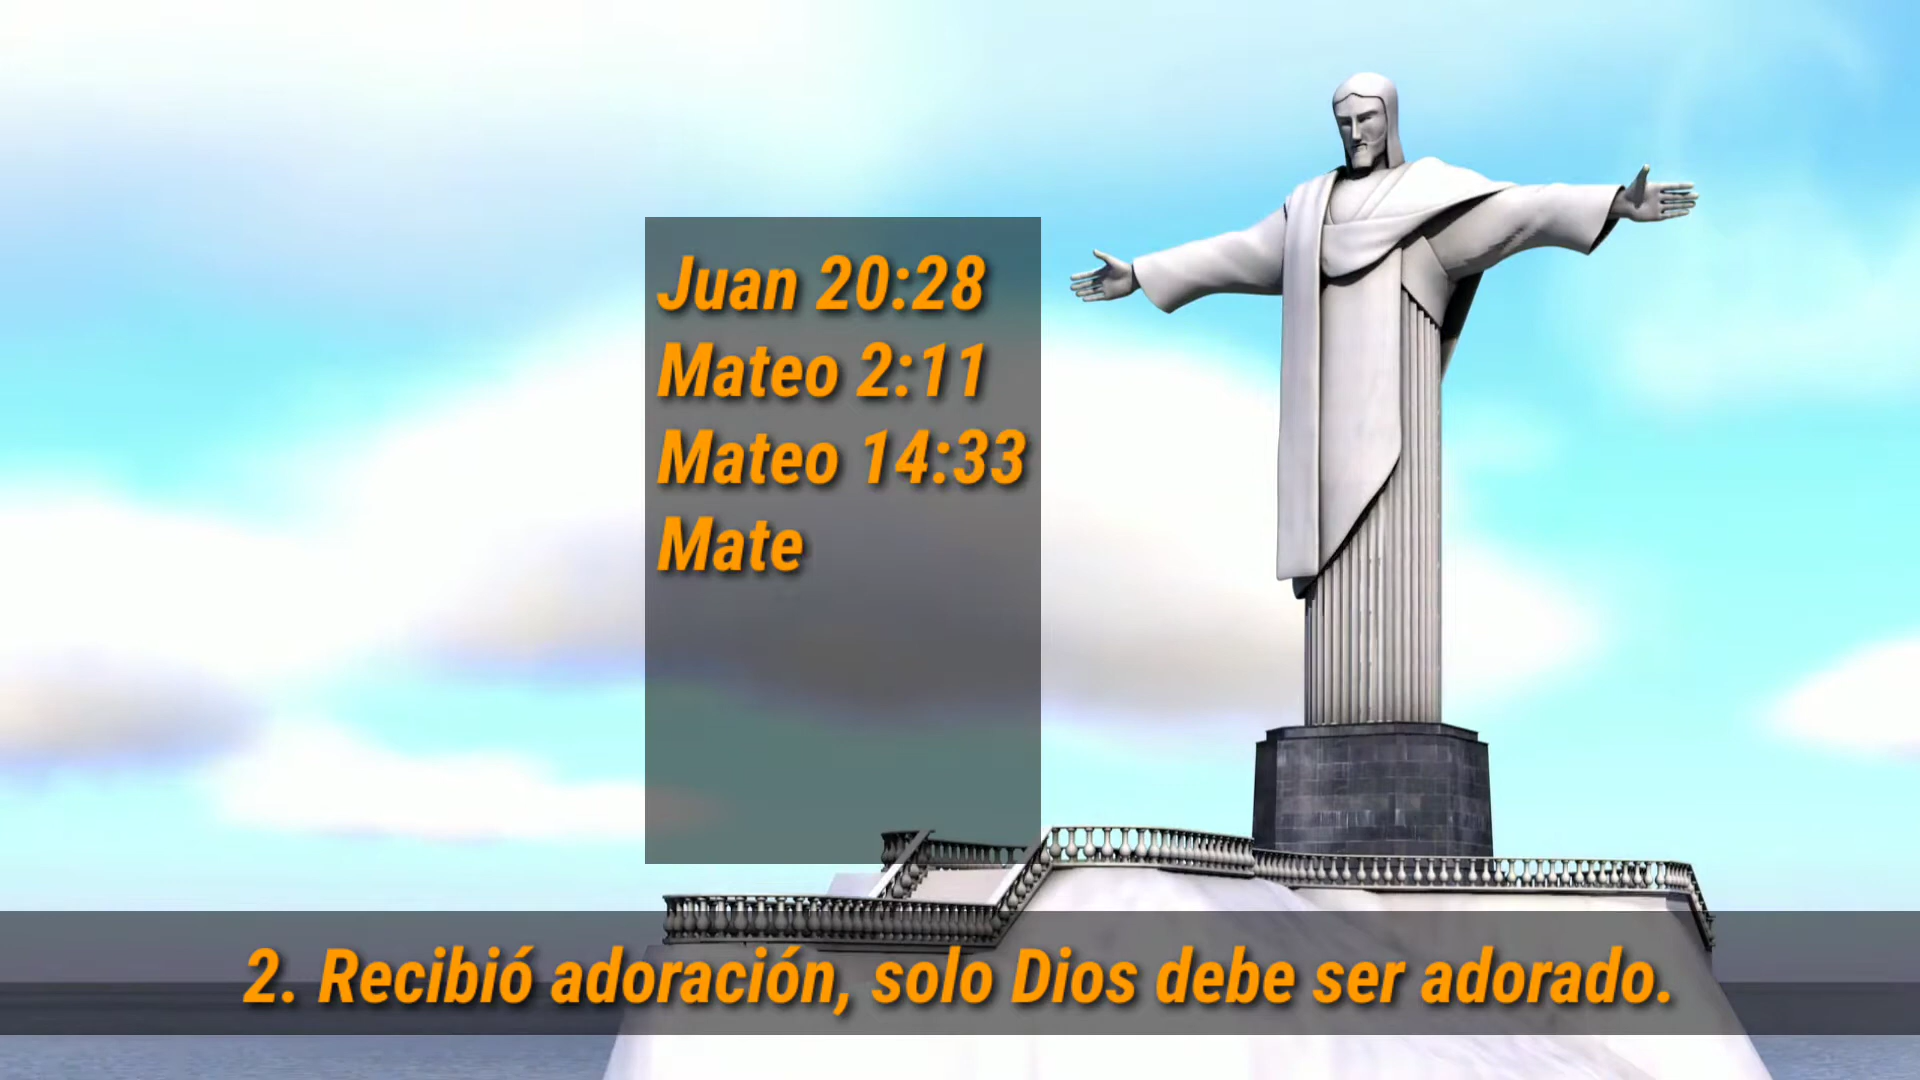 Juan 20:28
Mateo 2:11
Mateo 14:33
Mate
2. Recibió adoración, solo Dios debe ser adorado.